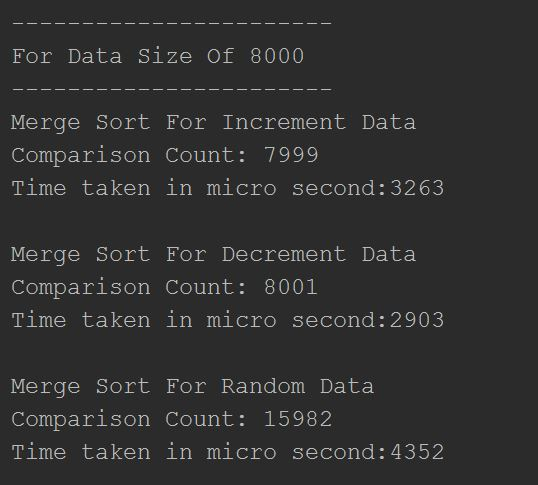 -----------------------
For Data Size Of 8000
-----------------------
Merge Sort For Increment Data
Comparison Count: 7999
Time taken in micro second:3263
Merge Sort For Decrement Data
Comparison Count: 8001
Time taken in micro second:2903
Merge Sort For Random Data
Comparison Count: 15982
Time taken in micro second:4352